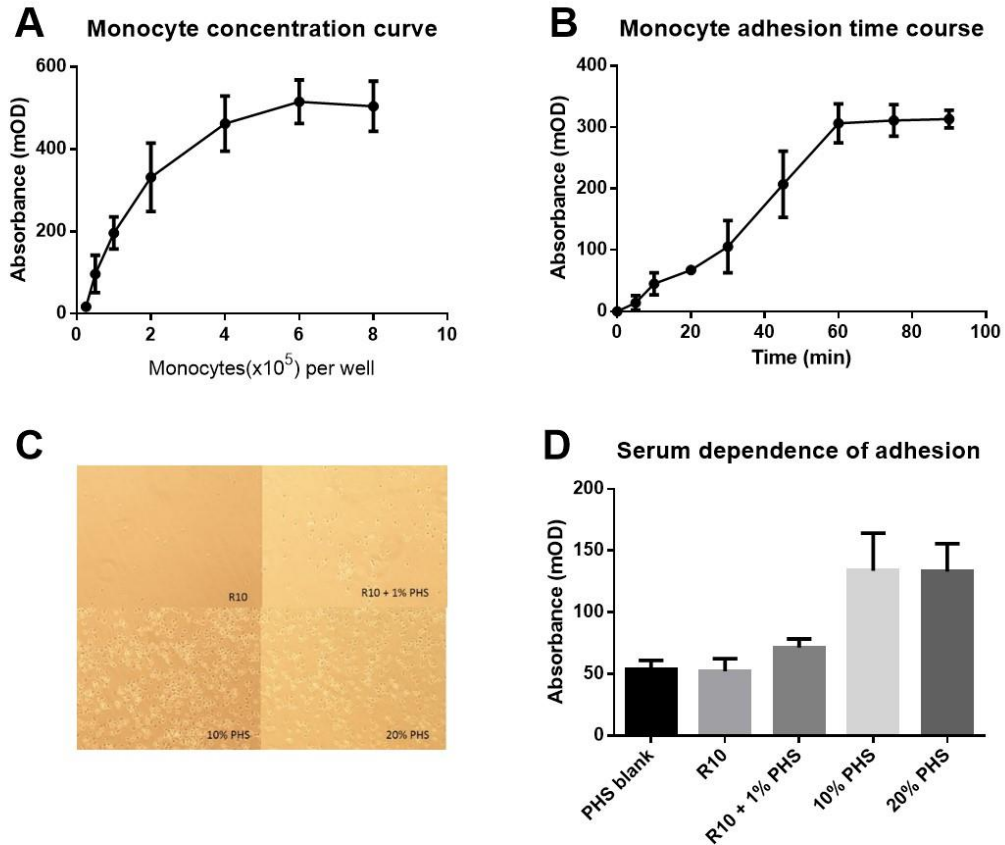 A
Monocyte concentration curve
600
400
200
0
Absorbance (mOD)
0 2 4 6 8 10
Monocytes(x10⁵) per well
B
Monocyte adhesion time course
400
300
200
100
0
Absorbance (mOD)
0 20 40 60 80 100
Time (min)
C
R10
R10 + 1% PHS
10% PHS
20% PHS
D
Serum dependence of adhesion
200
150
100
50
0
Absorbance (mOD)
PHS blank
R10
R10 + 1% PHS
10% PHS
20% PHS